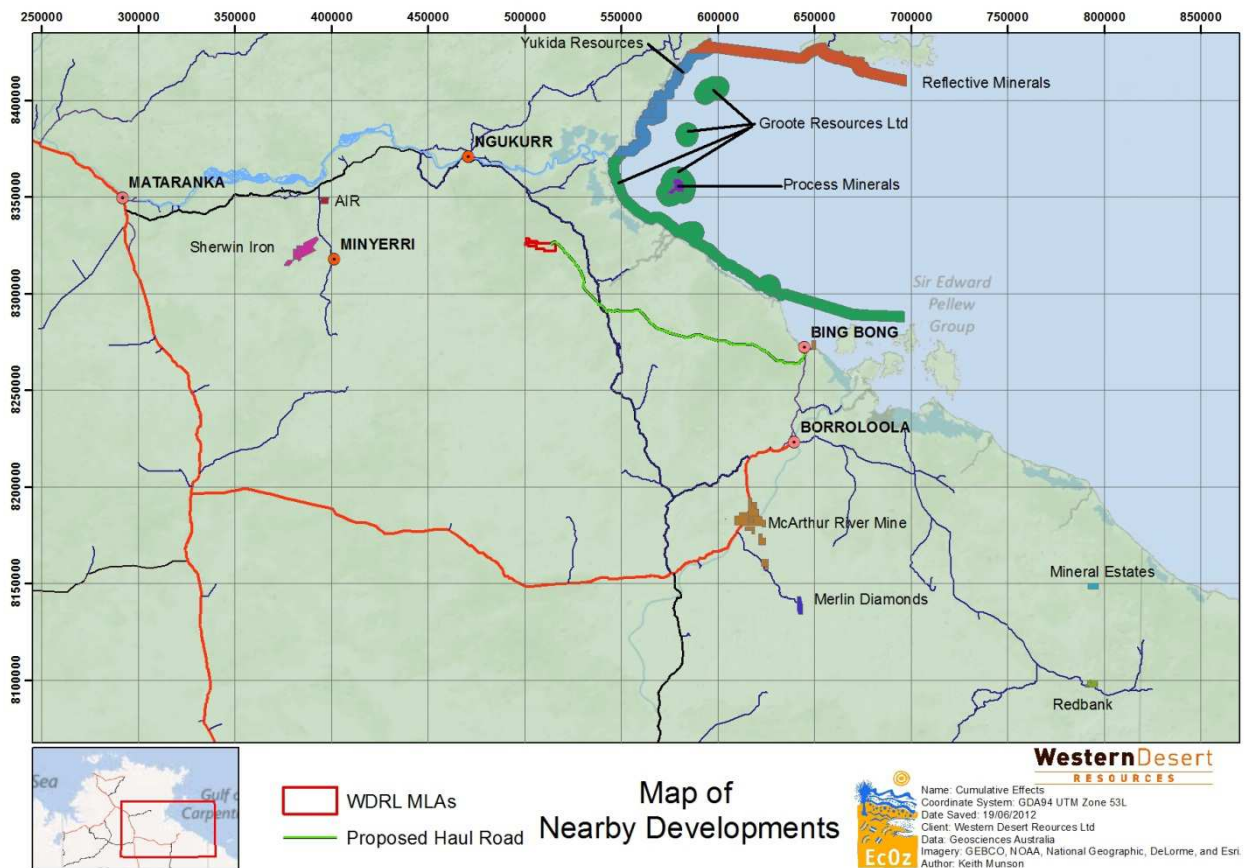 250000 300000 350000 400000 450000 500000 550000 600000 650000 700000 750000 800000 850000
8400000
8350000
8300000
8250000
8200000
8150000
8100000
Yukida Resources
Reflective Minerals
Groote Resources Ltd
NGUKURR
MATARANKA
Process Minerals
AIR
Sherwin Iron
MINYERRI
Sir Edward
Pellew
Group
BING BONG
BORROLOOLA
McArthur River Mine
Mineral Estates
Merlin Diamonds
Redbank
Sea
Gulf of
Carpentaria
WDRL MLAs
Proposed Haul Road
Map of
Nearby Developments
WesternDesert
RESOURCES
EcOz
Name: Cumulative Effects
Coordinate System: GDA94 UTM Zone 53L
Date Saved: 19/06/2012
Client: Western Desert Reources Ltd
Data: Geosciences Australia
Imagery: GEBCO, NOAA, National Geographic, DeLorme, and Esri
Author: Keith Munson